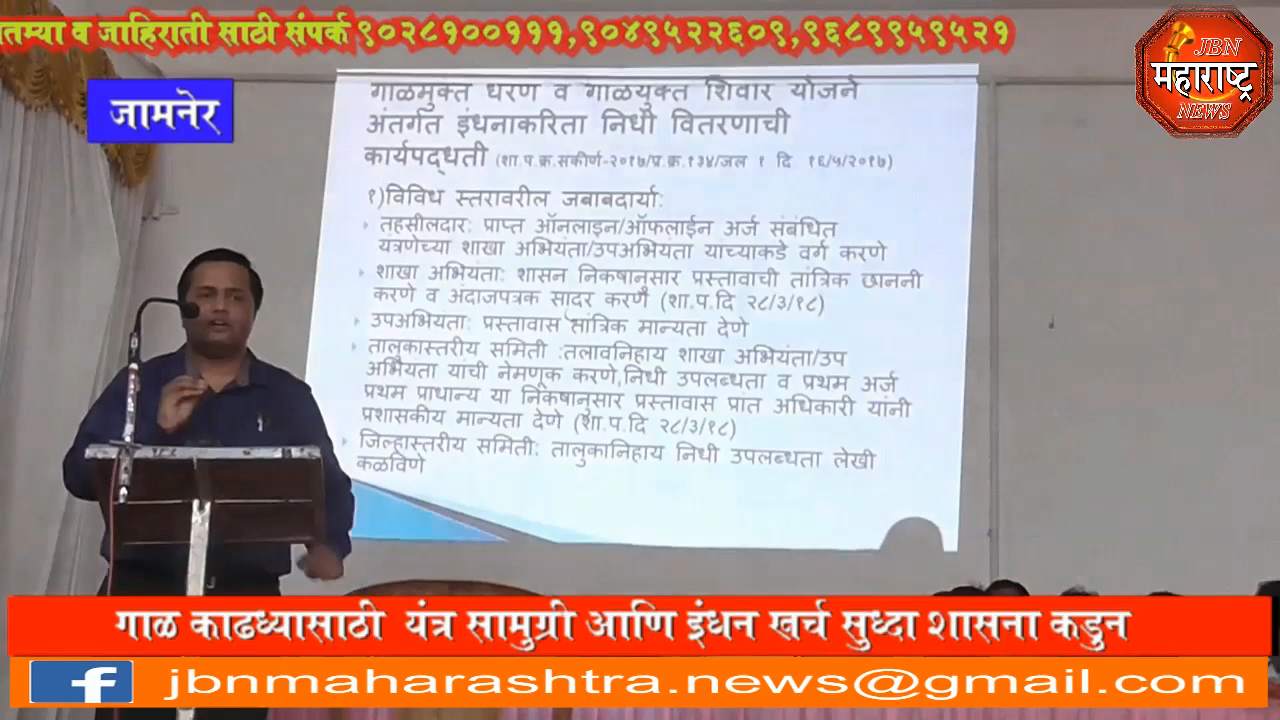 तम्या व जाहिराती साठी संपर्क ९०२८१००१११,९०४९५२२६०९,९६८९९५९५२१
JBN
महाराष्ट्र
NEWS
जामनेर
गाळमुक्त धरण व गाळयुक्त शिवार योजने
अंतर्गत इंधनाकरिता निधी वितरणाची
कार्यपद्धती (शा.प.क्र.संकीर्ण-२०१७/प्र.क्र.१३४/जल १ दि १६/५/२०१७)
१)विविध स्तरावरील जबाबदार्या:
तहसीलदार: प्राप्त ऑनलाइन/ऑफलाईन अर्ज संबंधित
यंत्रणेच्या शाखा अभियंता/उपअभियंता यांच्याकडे वर्ग करणे
शाखा अभियंता: शासन निकषानुसार प्रस्तावाची तांत्रिक छाननी
करणे व अंदाजपत्रक सादर करणे (शा.प.दि २८/३/१८)
उपअभियंता: प्रस्तावास तांत्रिक मान्यता देणे
तालुकास्तरीय समिती :तलावनिहाय शाखा अभियंता/उप
अभियंता यांची नेमणूक करणे,निधी उपलब्धता व प्रथम अर्ज
प्रथम प्राधान्य या निकषानुसार प्रस्तावास प्रांत अधिकारी यांनी
प्रशासकीय मान्यता देणे (शा.प.दि २८/३/१८)
जिल्हास्तरीय समिती: तालुकानिहाय निधी उपलब्धता लेखी
कळविणे
गाळ काढध्यासाठी यंत्र सामुग्री आणि इंधन खर्च सुध्दा शासना कडुन
f jbnmaharashtra.news@gmail.com